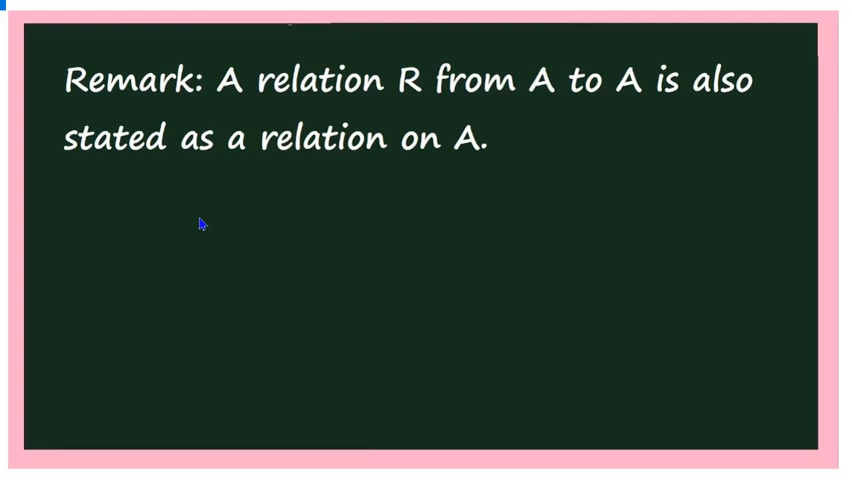 Remark: A relation R from A to A is also
stated as a relation on A.